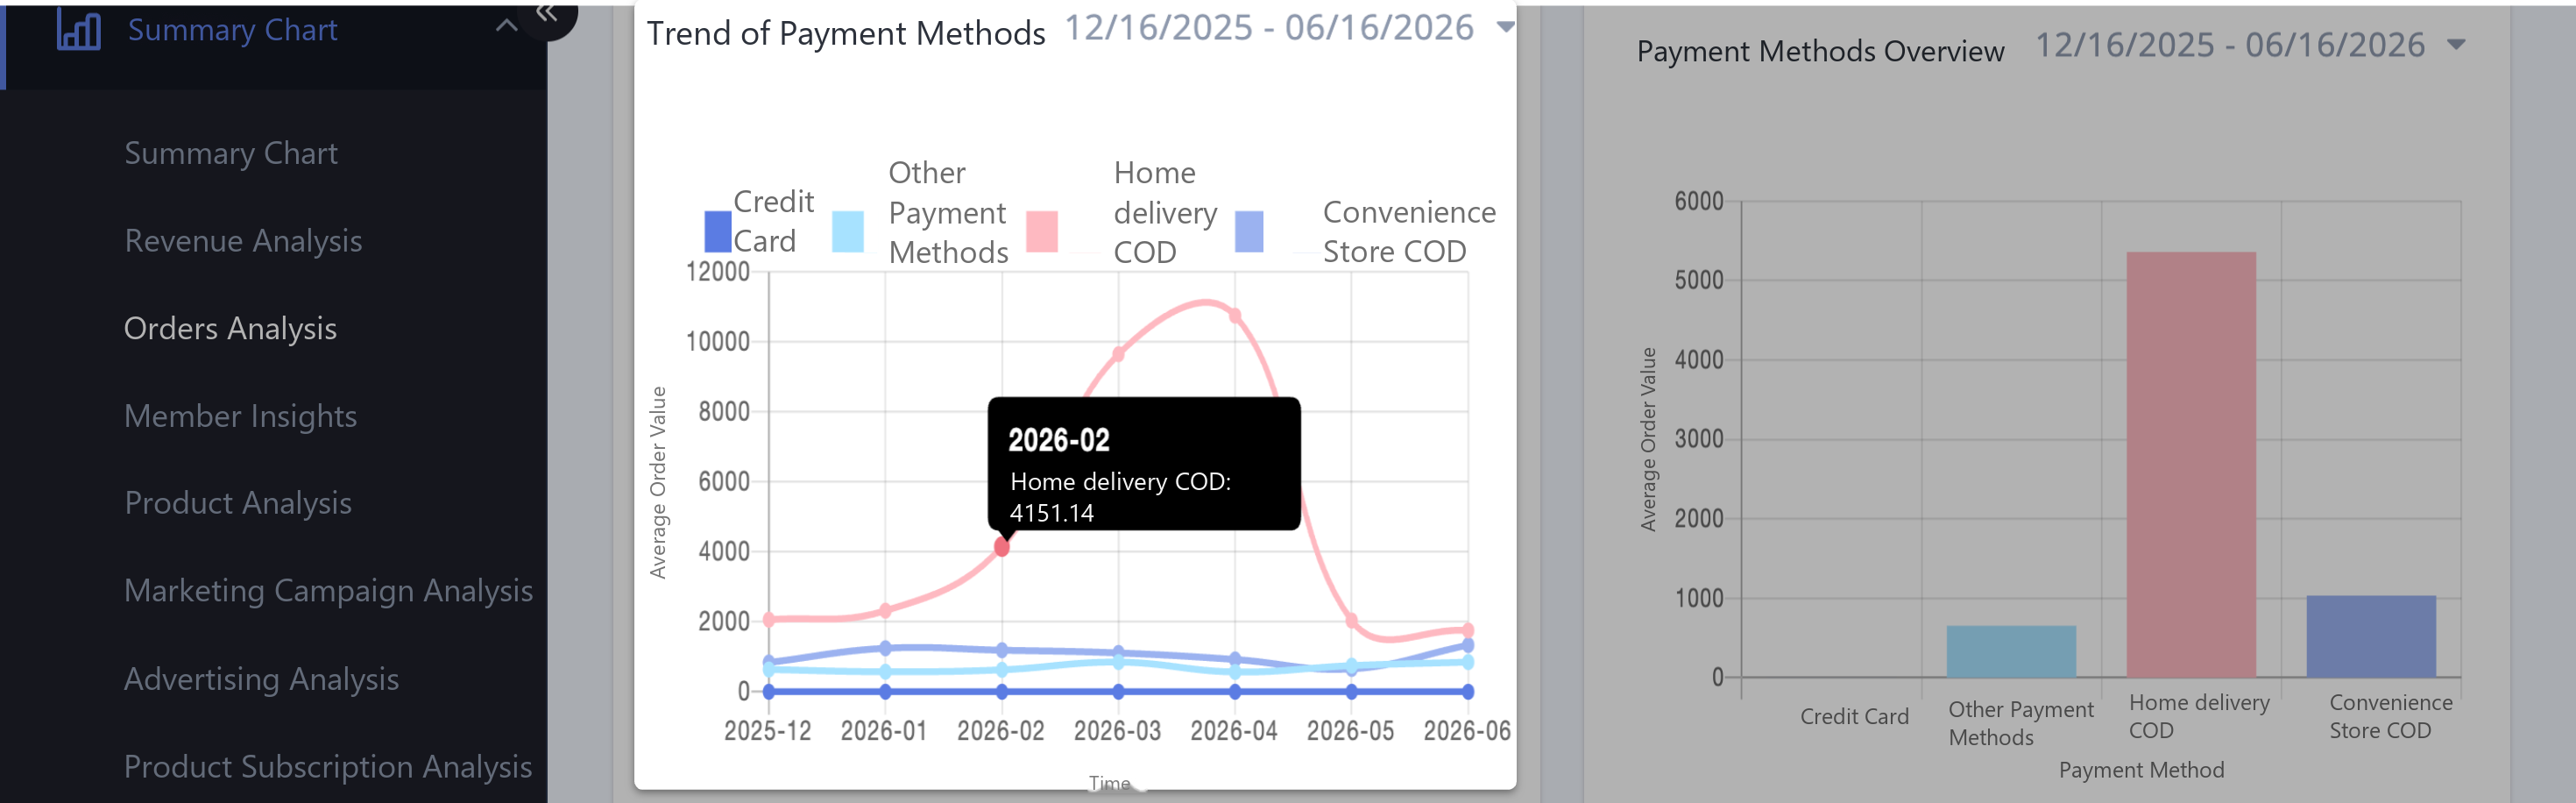 Summary Chart
Summary Chart
Revenue Analysis
Orders Analysis
Member Insights
Product Analysis
Marketing Campaign Analysis
Advertising Analysis
Product Subscription Analysis
Trend of Payment Methods 12/16/2025 - 06/16/2026
Credit
Card
Other
Payment
Methods
Home
delivery
COD
Convenience
Store COD
Average Order Value
12000
10000
8000
6000
4000
2000
0
2026-02
Home delivery COD:
4151.14
2025-12 2026-01 2026-02 2026-03 2026-04 2026-05 2026-06
Time
Payment Methods Overview 12/16/2025 - 06/16/2026
Average Order Value
6000
5000
4000
3000
2000
1000
0
Credit Card
Other Payment
Methods
Home delivery
COD
Convenience
Store COD
Payment Method